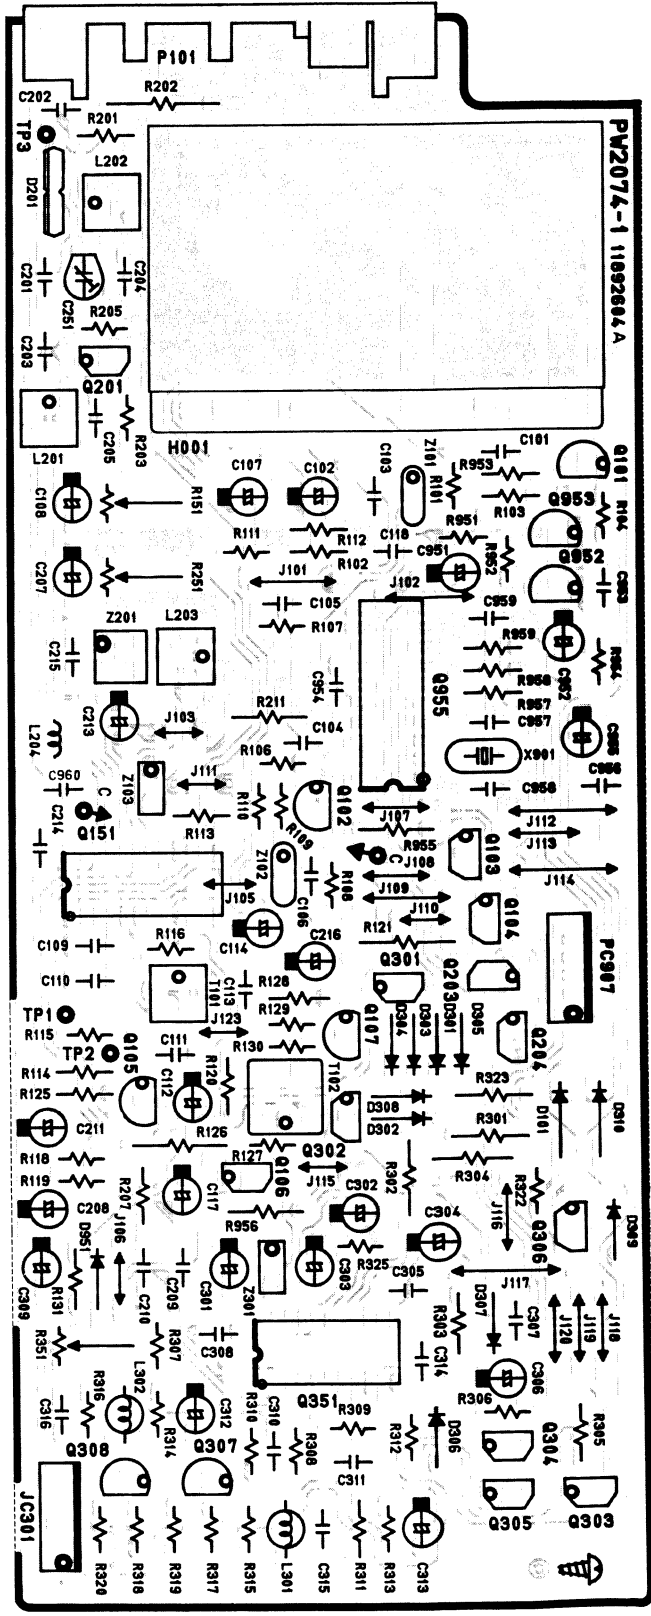 P101
R202
C202
R201
TP3
L202
D201
PW2074-1 11892604A
C201
C204
C251
R205
C203
Q201
L201
C205
R203
H001
C107
C102
C103
Z101
R101
R953
C101
Q101
C108
R151
R103
Q953
R104
R951
R111
R112
R102
C118
C951
R952
Q952
C207
R251
J101
J102
C105
R107
C959
Z201
L203
C215
R959
R958
R957
C952
R954
C954
Q955
C213
J103
R211
C104
C957
L204
R106
X901
C956
C960
C
Z103
J111
R110
R109
Q102
C958
Q151
R113
J107
R955
J112
J113
C214
Z102
C
J108
Q103
J114
J105
C106
R108
J109
J110
C114
R121
Q104
C109
R116
C216
Q301
PC907
C110
T101
C113
R128
Q203
TP1
J123
R129
Q107
D304
D303
D301
D305
Q204
R115
TP2
Q105
C111
R130
T102
R114
R125
C112
R120
R323
D308
D302
R301
D101
D310
C211
R126
R118
R127
Q302
R304
R119
R207
C117
Q106
J115
R302
J116
R322
C208
R956
C302
C304
Q306
D309
D951
J106
R325
C309
R131
C210
C209
C301
Z301
C303
C305
J117
R351
R307
C308
R303
D307
C307
J120
J119
J118
C314
L302
Q351
C306
C316
R316
R314
C312
R310
C310
R309
R306
R312
D306
R305
Q308
Q307
R308
C311
Q304
JC301
Q305
Q303
R320
R318
R319
R317
R315
L301
C315
R311
R313
C313